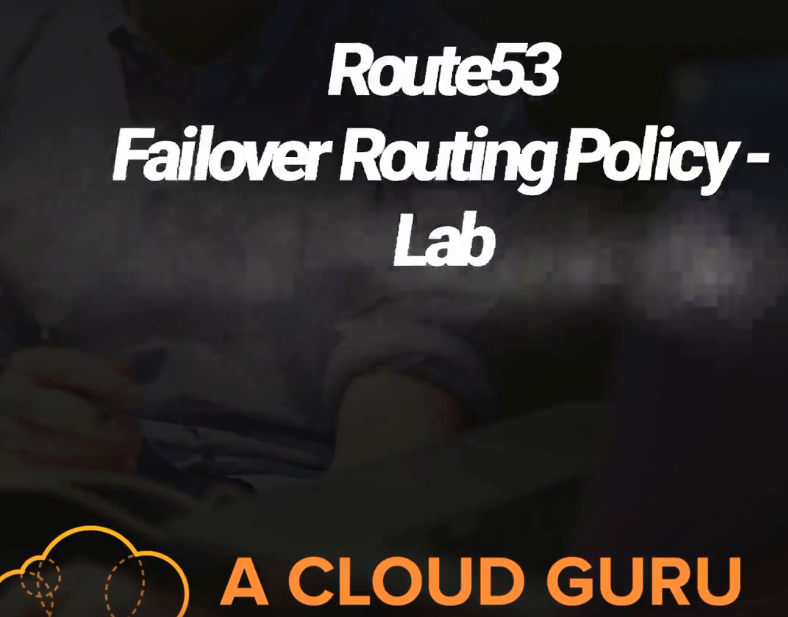 Route53
Failover Routing Policy -
Lab
A CLOUD GURU